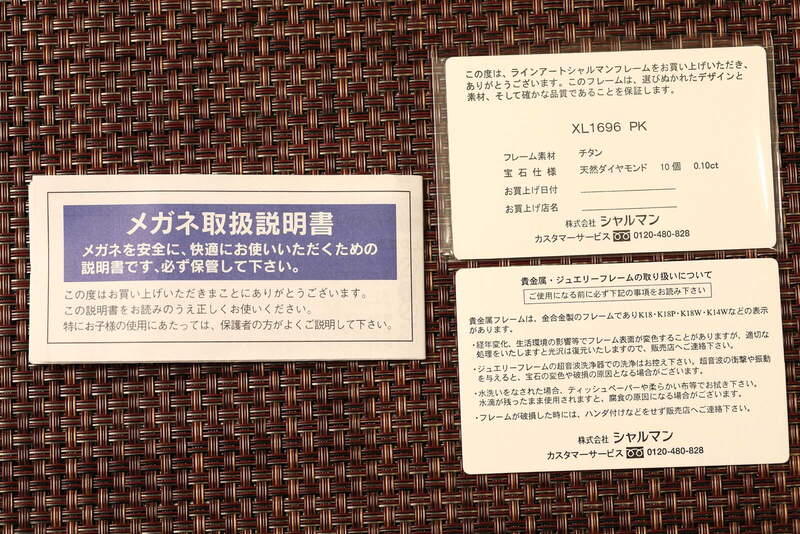 メガネ取扱説明書
メガネを安全に、快適にお使いいただくための
説明書です、必ず保管して下さい。
この度はお買い上げいただきまことにありがとうございます。
この説明書をお読みのうえ正しくお使いください。
特にお子様の使用にあたっては、保護者の方がよくご説明して下さい。
この度は、ラインアートシャルマンフレームをお買い上げいただき、
ありがとうございます。このフレームは、選びぬかれたデザインと
素材、そして確かな品質であることを保証します。
XL1696 PK
フレーム素材 チタン
宝石仕様 天然ダイヤモンド 10個 0.10ct
お買上げ日付
お買上げ店名
株式会社 シャルマン
カスタマーサービス 0120-480-828
貴金属・ジュエリーフレームの取り扱いについて
ご使用になる前に必ず下記の事項をお読み下さい
貴金属フレームは、金合金製のフレームでありK18・K18P・K18W・K14Wなどの表示
があります。
・経年変化、生活環境の影響等でフレーム表面が変色することがありますが、適切な
処理をいたしますと光沢は復元いたしますので、販売店へご連絡下さい。
・ジュエリーフレームの超音波洗浄器での洗浄はお控え下さい。超音波の衝撃や振動
を与えると、宝石の変色や破損の原因となる場合がございます。
・水洗いをなされた場合、ティッシュペーパーや柔らかい布等でお拭き下さい。
水滴が残ったまま使用されますと、腐食の原因になる場合がございます。
・フレームが破損した時には、ハンダ付けなどをせず販売店へご連絡下さい。
株式会社 シャルマン
カスタマーサービス 0120-480-828